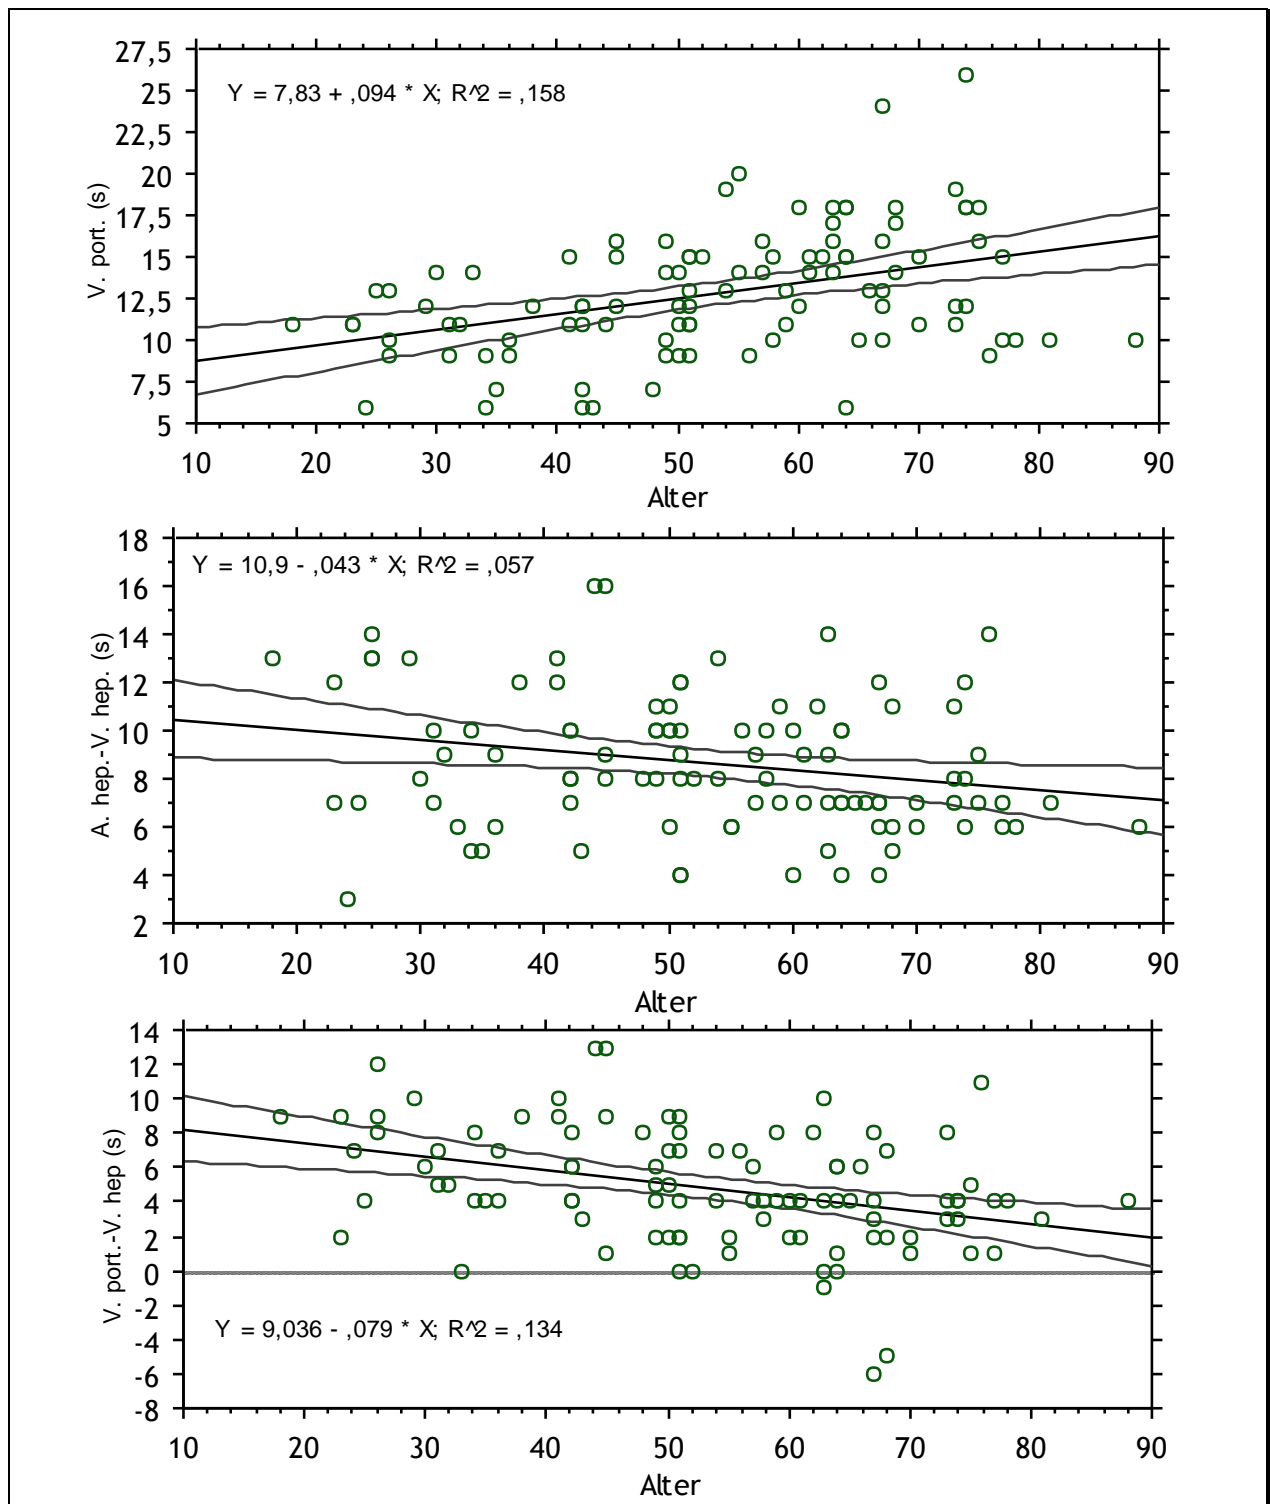 27,5
25
22,5
20
17,5
15
12,5
10
7,5
5
V. port. (s)
Y = 7,83 + ,094 * X; R^2 = ,158
10 20 30 40 50 60 70 80 90
Alter
18
16
14
12
10
8
6
4
2
A. hep.-V. hep. (s)
Y = 10,9 - ,043 * X; R^2 = ,057
10 20 30 40 50 60 70 80 90
Alter
14
12
10
8
6
4
2
0
-2
-4
-6
-8
V. port.-V. hep (s)
Y = 9,036 - ,079 * X; R^2 = ,134
10 20 30 40 50 60 70 80 90
Alter